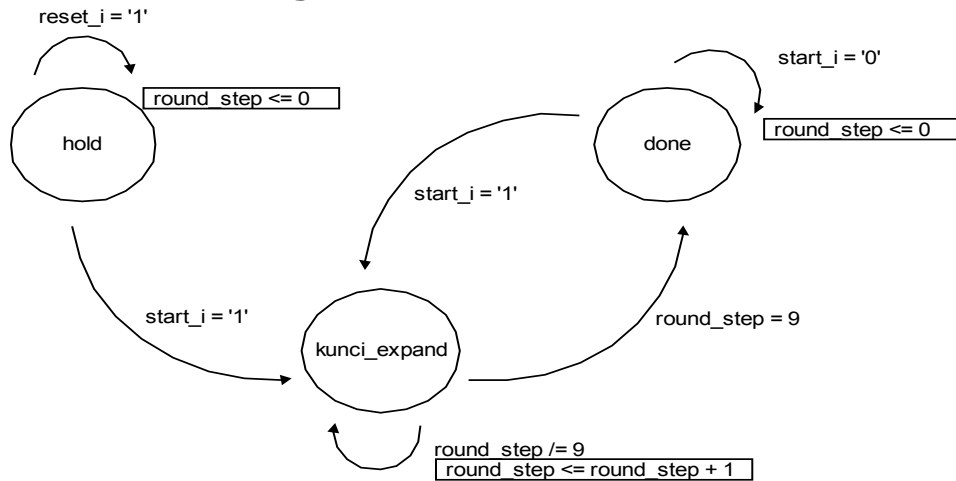 reset_i = '1'
round_step <= 0
hold
start_i = '0'
round_step <= 0
done
start_i = '1'
start_i = '1'
round_step = 9
kunci_expand
round_step /= 9
round_step <= round_step + 1